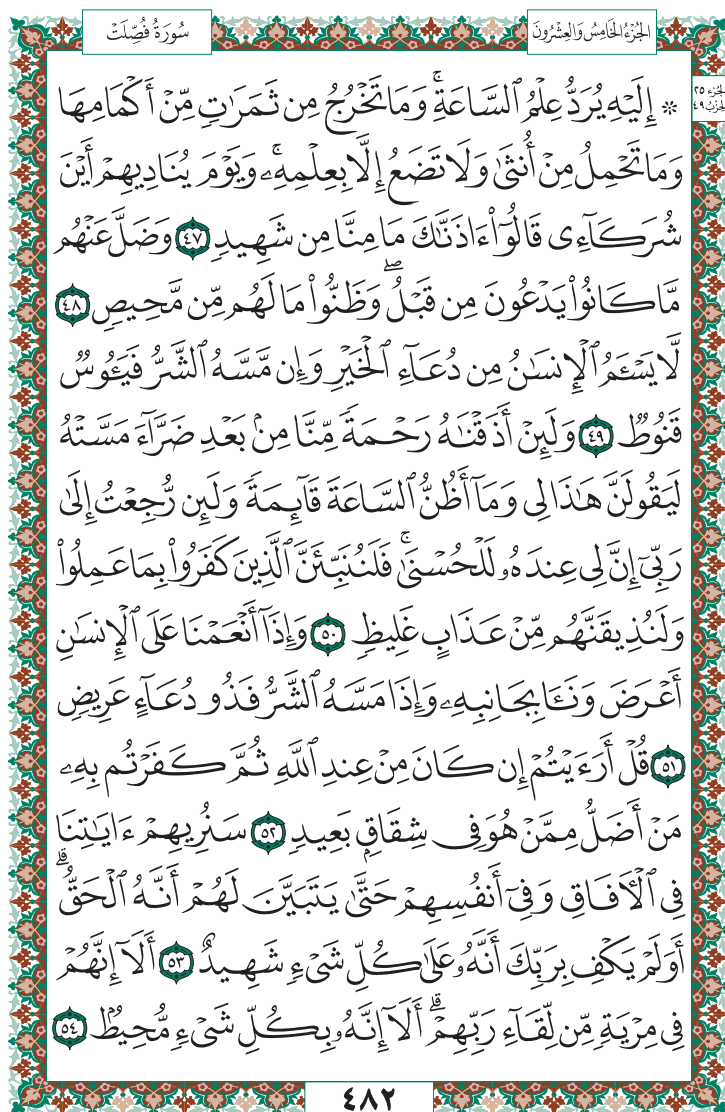 سُورَةُ فُصِّلَتْ
الجُزْءُ الخَامِسُ وَالعِشْرُونَ
الجزء ٢٥
الحزب ٤٩
۞ إِلَيْهِ يُرَدُّ عِلْمُ ٱلسَّاعَةِۚ وَمَا تَخْرُجُ مِن ثَمَرَٰتٍ مِّنْ أَكْمَامِهَا
وَمَا تَحْمِلُ مِنْ أُنثَىٰ وَلَا تَضَعُ إِلَّا بِعِلْمِهِۦۚ وَيَوْمَ يُنَادِيهِمْ أَيْنَ
شُرَكَآءِى قَالُوٓا۟ ءَاذَنَّٰكَ مَا مِنَّا مِن شَهِيدٍ ٤٧ وَضَلَّ عَنْهُم
مَّا كَانُوا۟ يَدْعُونَ مِن قَبْلُۖ وَظَنُّوا۟ مَا لَهُم مِّن مَّحِيصٍ ٤٨
لَّا يَسْـَٔمُ ٱلْإِنسَٰنُ مِن دُعَآءِ ٱلْخَيْرِ وَإِن مَّسَّهُ ٱلشَّرُّ فَيَـُٔوسٌ
قَنُوطٌ ٤٩ وَلَئِنْ أَذَقْنَٰهُ رَحْمَةً مِّنَّا مِنۢ بَعْدِ ضَرَّآءَ مَسَّتْهُ
لَيَقُولَنَّ هَٰذَا لِى وَمَآ أَظُنُّ ٱلسَّاعَةَ قَآئِمَةً وَلَئِن رُّجِعْتُ إِلَىٰ
رَبِّىٓ إِنَّ لِى عِندَهُۥ لَلْحُسْنَىٰۚ فَلَنُنَبِّئَنَّ ٱلَّذِينَ كَفَرُوا۟ بِمَا عَمِلُوا۟
وَلَنُذِيقَنَّهُم مِّنْ عَذَابٍ غَلِيظٍ ٥٠ وَإِذَآ أَنْعَمْنَا عَلَى ٱلْإِنسَٰنِ
أَعْرَضَ وَنَـَٔا بِجَانِبِهِۦ وَإِذَا مَسَّهُ ٱلشَّرُّ فَذُو دُعَآءٍ عَرِيضٍ
٥١ قُلْ أَرَءَيْتُمْ إِن كَانَ مِنْ عِندِ ٱللَّهِ ثُمَّ كَفَرْتُم بِهِۦ
مَنْ أَضَلُّ مِمَّنْ هُوَ فِى شِقَاقٍۭ بَعِيدٍ ٥٢ سَنُرِيهِمْ ءَايَٰتِنَا
فِى ٱلْـَٔافَاقِ وَفِىٓ أَنفُسِهِمْ حَتَّىٰ يَتَبَيَّنَ لَهُمْ أَنَّهُ ٱلْحَقُّۗ
أَوَلَمْ يَكْفِ بِرَبِّكَ أَنَّهُۥ عَلَىٰ كُلِّ شَىْءٍ شَهِيدٌ ٥٣ أَلَآ إِنَّهُمْ
فِى مِرْيَةٍ مِّن لِّقَآءِ رَبِّهِمْۗ أَلَآ إِنَّهُۥ بِكُلِّ شَىْءٍ مُّحِيطٌۢ ٥٤
٤٨٢